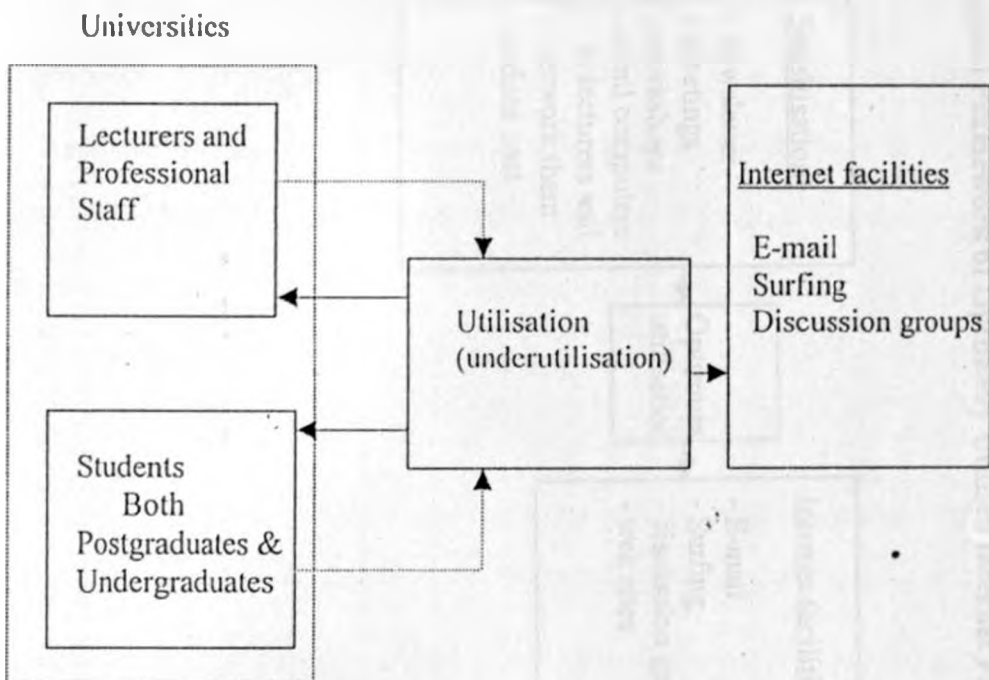 Universities
Lecturers and
Professional
Staff
Students
Both
Postgraduates &
Undergraduates
Utilisation
(underutilisation)
Internet facilities
E-mail
Surfing
Discussion groups